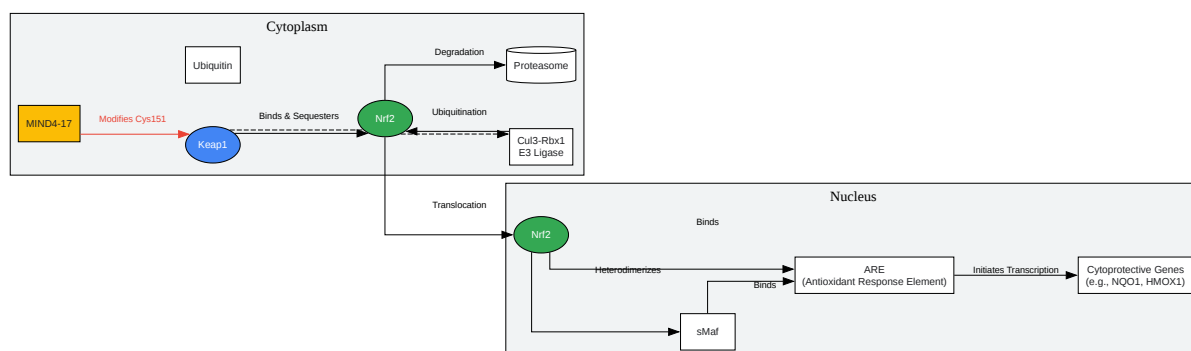 Cytoplasm
Ubiquitin
Degradation
Proteasome
MIND4-17
Modifies Cys151
Keap1
Binds & Sequesters
Nrf2
Ubiquitination
Cul3-Rbx1
E3 Ligase
Translocation
Nucleus
Nrf2
Binds
Heterodimerizes
Binds
ARE
(Antioxidant Response Element)
Initiates Transcription
Cytoprotective Genes
(e.g., NQO1, HMOX1)
sMaf